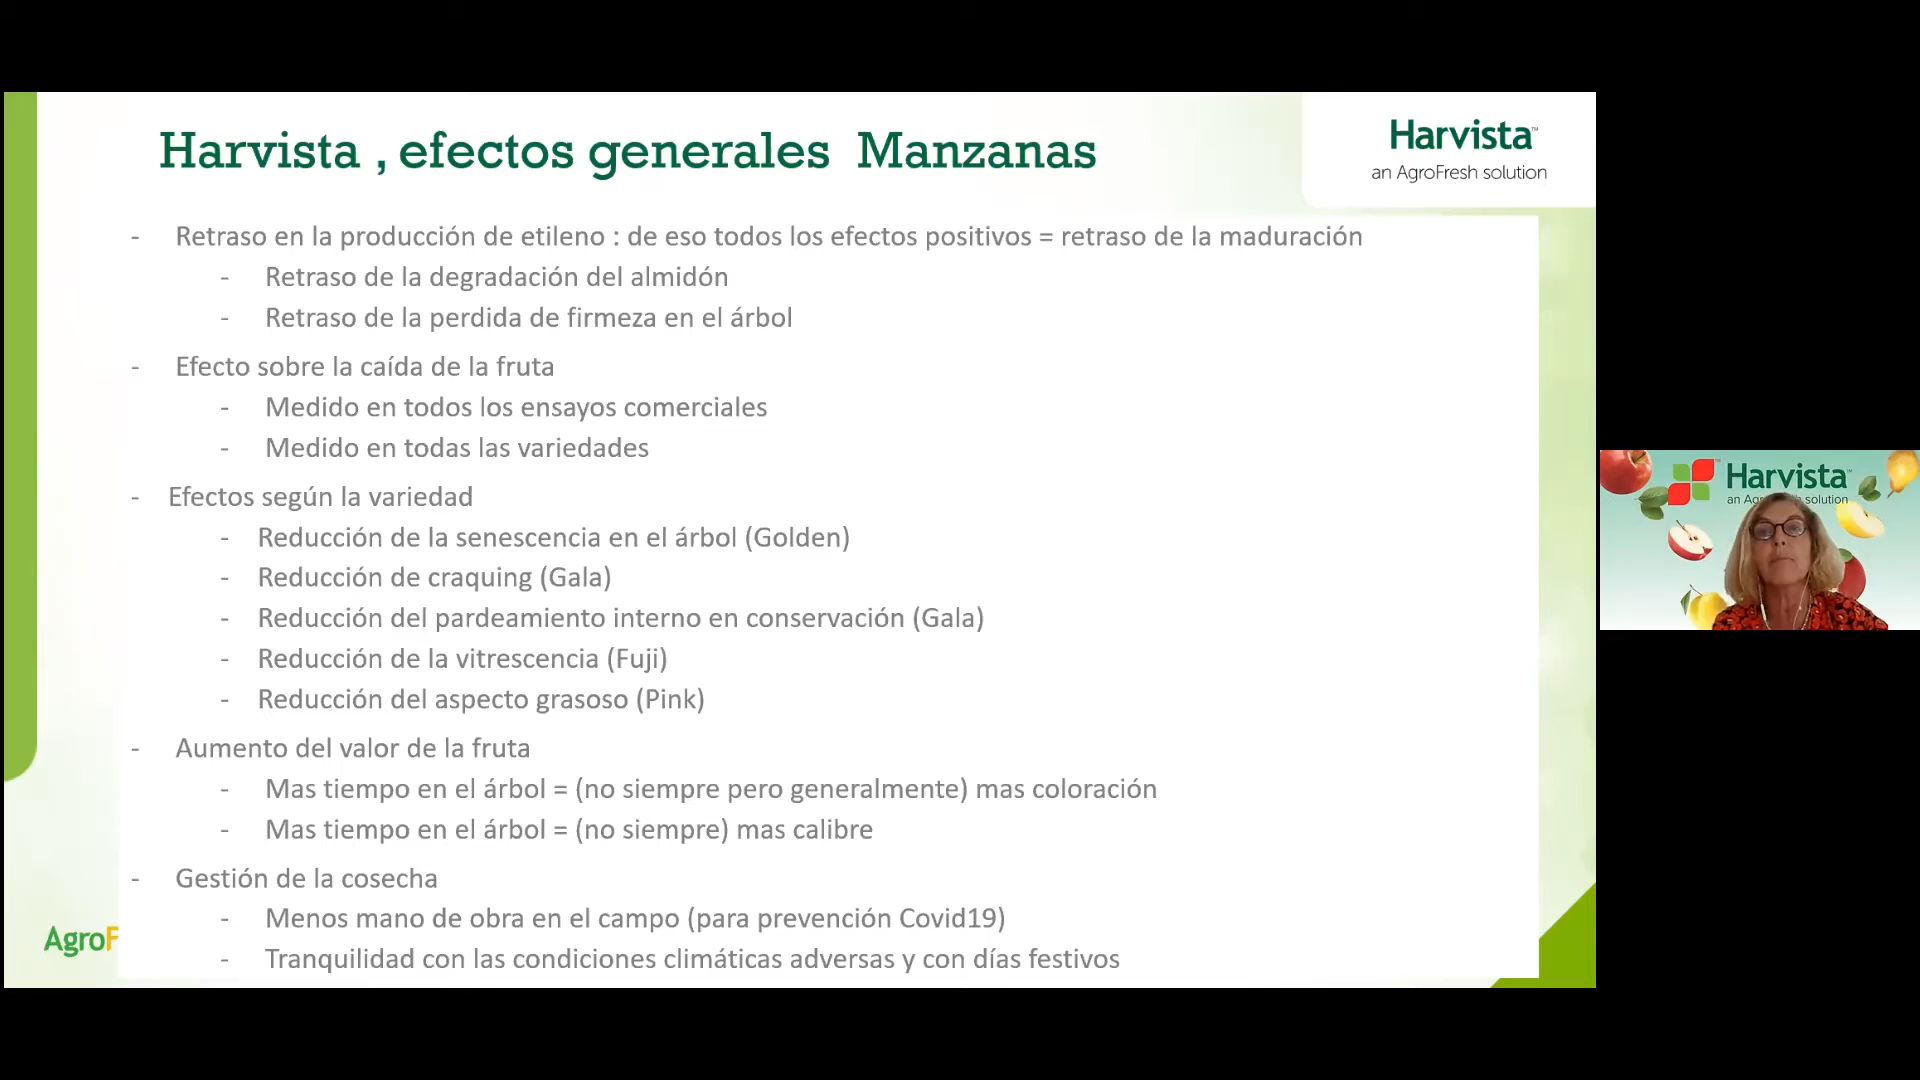 Harvista , efectos generales Manzanas
Harvista™
an AgroFresh solution
- Retraso en la producción de etileno : de eso todos los efectos positivos = retraso de la maduración
- Retraso de la degradación del almidón
- Retraso de la perdida de firmeza en el árbol
- Efecto sobre la caída de la fruta
- Medido en todos los ensayos comerciales
- Medido en todas las variedades
- Efectos según la variedad
- Reducción de la senescencia en el árbol (Golden)
- Reducción de craquing (Gala)
- Reducción del pardeamiento interno en conservación (Gala)
- Reducción de la vitrescencia (Fuji)
- Reducción del aspecto grasoso (Pink)
- Aumento del valor de la fruta
- Mas tiempo en el árbol = (no siempre pero generalmente) mas coloración
- Mas tiempo en el árbol = (no siempre) mas calibre
- Gestión de la cosecha
- Menos mano de obra en el campo (para prevención Covid19)
- Tranquilidad con las condiciones climáticas adversas y con días festivos
AgroF
Harvista™
an Agr sh solution